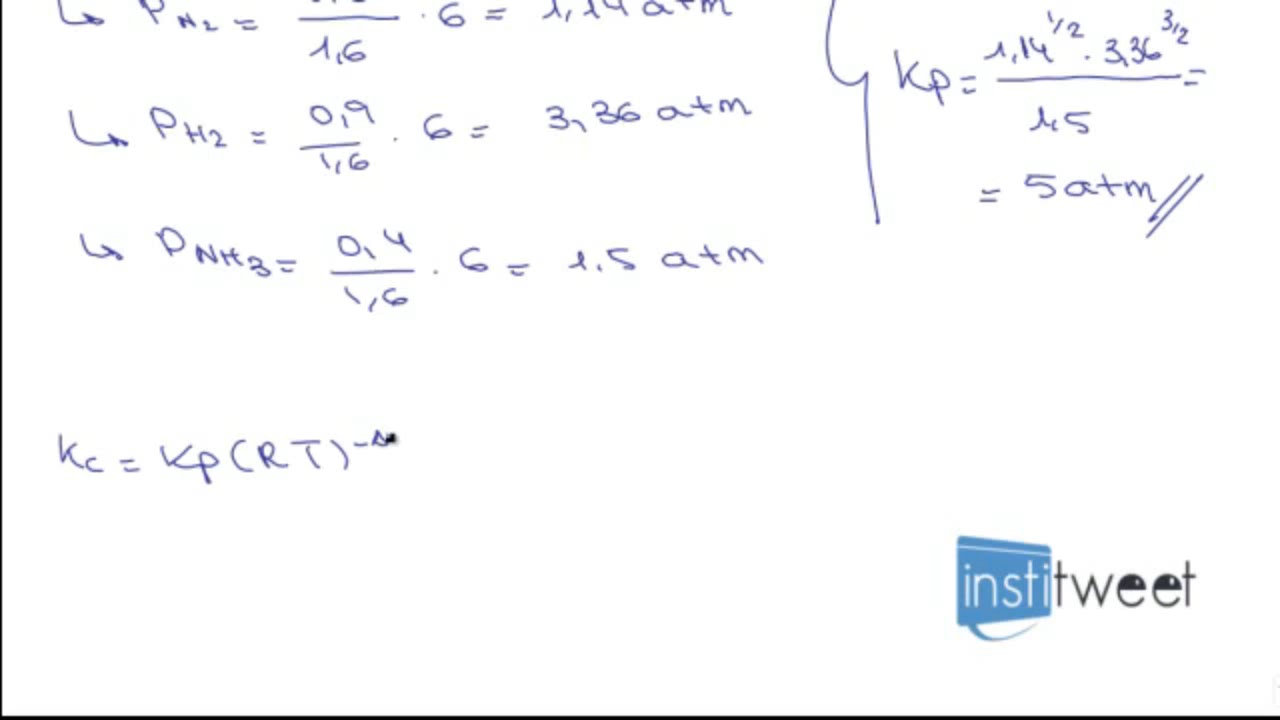 ↳ P_N₂ = /1,6 · 6 = 1,14 atm
↳ P_H₂ = 0,9/1,6 · 6 = 3,36 atm
↳ P_NH₃ = 0,4/1,6 · 6 = 1.5 atm
Kp = 1,14^1/2 · 3,36^3/2 / 1.5 =
= 5 atm //
Kc = Kp (RT)^-Δ
institweet